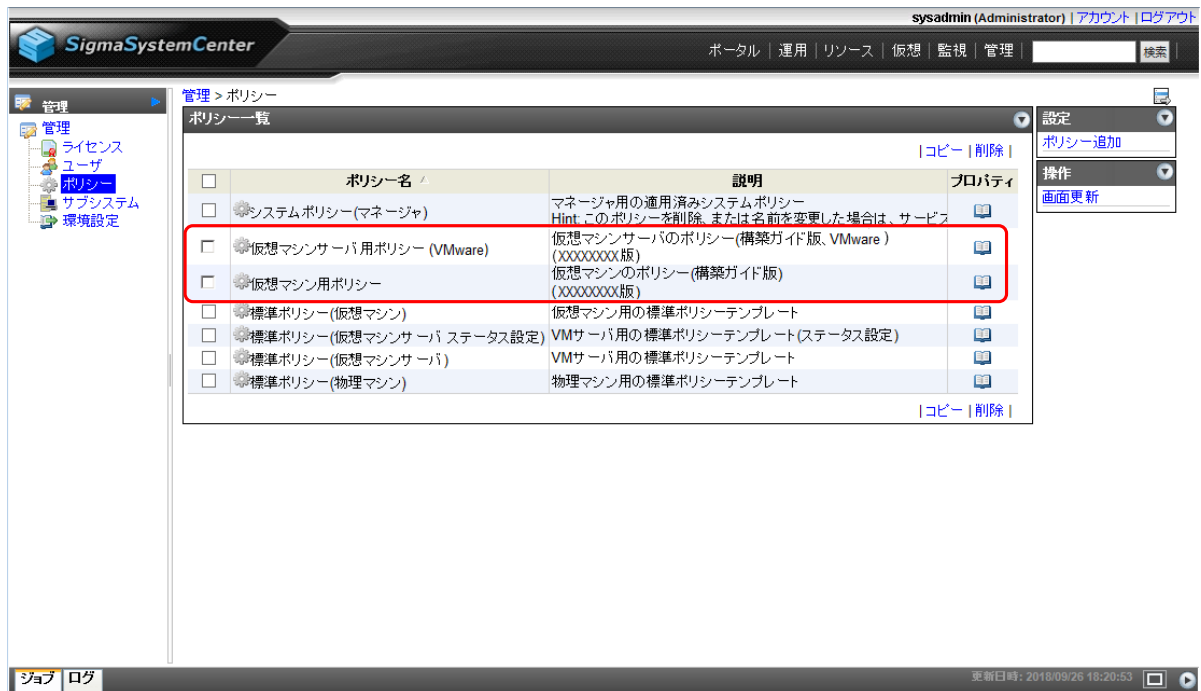 sysadmin (Administrator) | アカウント | ログアウト
SigmaSystemCenter
ポータル | 運用 | リソース | 仮想 | 監視 | 管理 |
検索
管理
管理
ライセンス
ユーザ
ポリシー
サブシステム
環境設定
管理 > ポリシー
ポリシー一覧
| コピー | 削除 |
ポリシー名 説明 プロパティ
システムポリシー(マネージャ) マネージャ用の適用済みシステムポリシー
Hint: このポリシーを削除、または名前を変更した場合は、サービス
仮想マシンサーバ用ポリシー (VMware) 仮想マシンサーバのポリシー(構築ガイド版、VMware )
(XXXXXXXX版)
仮想マシン用ポリシー 仮想マシンのポリシー(構築ガイド版)
(XXXXXXXX版)
標準ポリシー(仮想マシン) 仮想マシン用の標準ポリシーテンプレート
標準ポリシー(仮想マシンサーバ ステータス設定) VMサーバ用の標準ポリシーテンプレート(ステータス設定)
標準ポリシー(仮想マシンサーバ) VMサーバ用の標準ポリシーテンプレート
標準ポリシー(物理マシン) 物理マシン用の標準ポリシーテンプレート
| コピー | 削除 |
設定
ポリシー追加
操作
画面更新
ジョブ ログ
更新日時: 2018/09/26 18:20:53